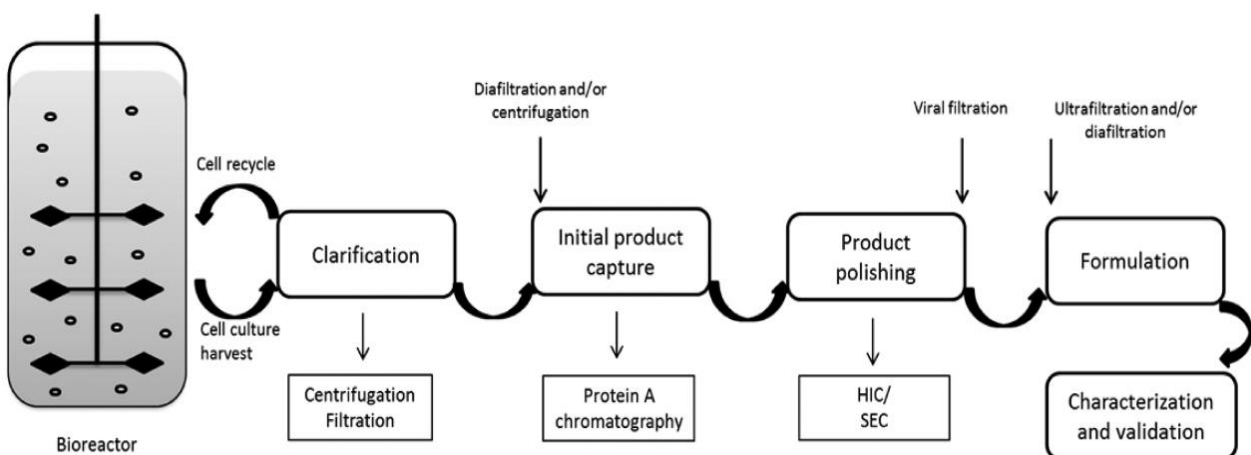 Diafiltration and/or
centrifugation
Viral filtration
Ultrafiltration and/or
diafiltration
Cell recycle
Clarification
Initial product
capture
Product
polishing
Formulation
Cell culture
harvest
Centrifugation
Filtration
Protein A
chromatography
HIC/
SEC
Characterization
and validation
Bioreactor